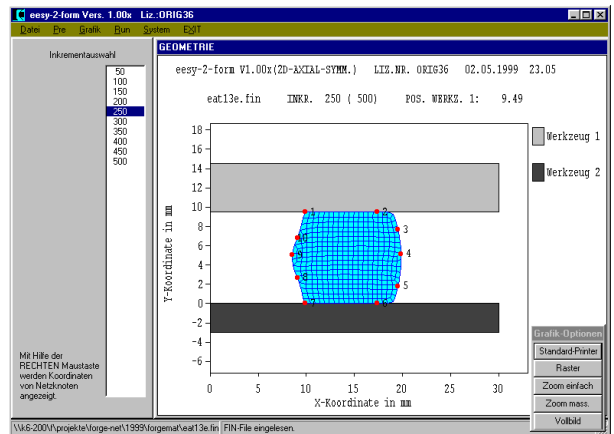 eesy-2-form Vers. 1.00x Liz.:ORIG36
Datei Pre Grafik Run System EXIT
Inkrementauswahl
50
100
150
200
250
300
350
400
450
500
Mit Hilfe der
RECHTEN Maustaste
werden Koordinaten
von Netzknoten
angezeigt.
GEOMETRIE
eesy-2-form V1.00x(2D-AXIAL-SYMM.) LIZ.NR. ORIG36 02.05.1999 23.05
eat13e.fin INKR. 250 ( 500) POS. WERKZ. 1: 9.49
Werkzeug 1
Werkzeug 2
Y-Koordinate in mm
18
16
14
12
10
8
6
4
2
0
-2
-4
-6
1
2
3
4
5
6
7
8
9
10
0 5 10 15 20 25 30
X-Koordinate in mm
Grafik-Optionen
Standard-Printer
Raster
Zoom einfach
Zoom mass.
Vollbild
\\k6-200\f\projekte\forge-net\1999\forgemat\eat13e.fin FIN-File eingelesen.